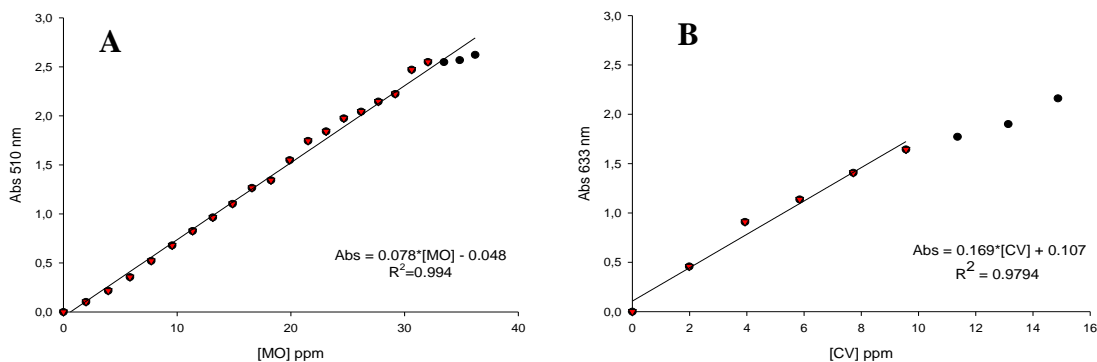 A
3,0
2,5
2,0
1,5
1,0
0,5
0,0
Abs 510 nm
Abs = 0.078*[MO] - 0.048
R²=0.994
0 10 20 30 40
[MO] ppm
B
3,0
2,5
2,0
1,5
1,0
0,5
0,0
Abs 633 nm
Abs = 0.169*[CV] + 0.107
R² = 0.9794
0 2 4 6 8 10 12 14 16
[CV] ppm